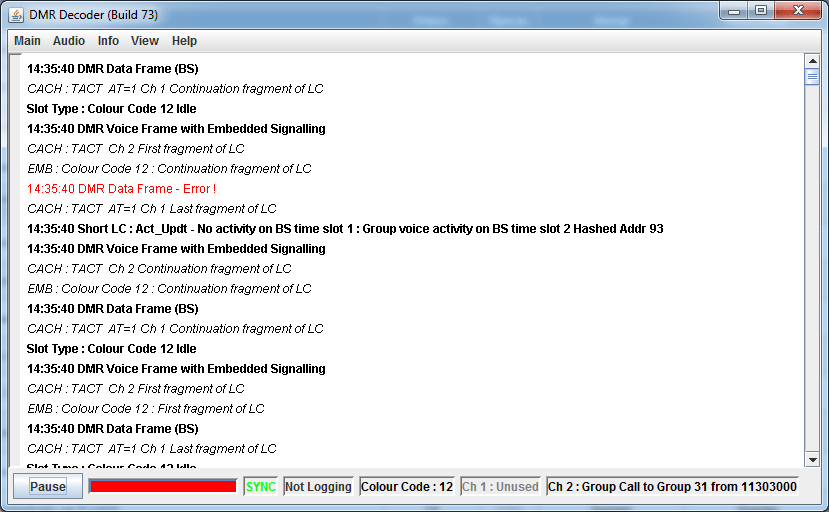 DMR Decoder (Build 73)
Main Audio Info View Help
14:35:40 DMR Data Frame (BS)
CACH : TACT AT=1 Ch 1 Continuation fragment of LC
Slot Type : Colour Code 12 Idle
14:35:40 DMR Voice Frame with Embedded Signalling
CACH : TACT Ch 2 First fragment of LC
EMB : Colour Code 12 : Continuation fragment of LC
14:35:40 DMR Data Frame - Error !
CACH : TACT AT=1 Ch 1 Last fragment of LC
14:35:40 Short LC : Act_Updt - No activity on BS time slot 1 : Group voice activity on BS time slot 2 Hashed Addr 93
14:35:40 DMR Voice Frame with Embedded Signalling
CACH : TACT Ch 2 Continuation fragment of LC
EMB : Colour Code 12 : Continuation fragment of LC
14:35:40 DMR Data Frame (BS)
CACH : TACT AT=1 Ch 1 Continuation fragment of LC
Slot Type : Colour Code 12 Idle
14:35:40 DMR Voice Frame with Embedded Signalling
CACH : TACT Ch 2 First fragment of LC
EMB : Colour Code 12 : First fragment of LC
14:35:40 DMR Data Frame (BS)
CACH : TACT AT=1 Ch 1 Last fragment of LC
Slot Type : Colour Code 12 Idle
Pause SYNC Not Logging Colour Code : 12 Ch 1 : Unused Ch 2 : Group Call to Group 31 from 11303000